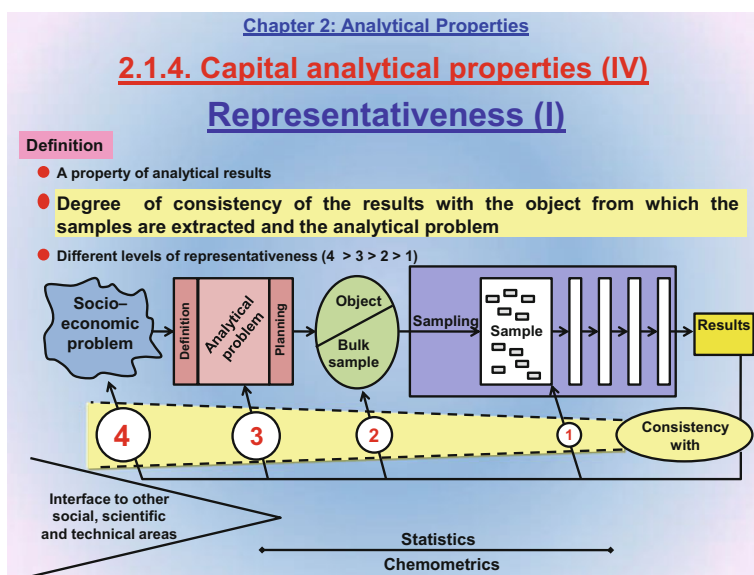 Chapter 2: Analytical Properties
2.1.4. Capital analytical properties (IV)
Representativeness (I)
Definition
A property of analytical results
Degree of consistency of the results with the object from which the
samples are extracted and the analytical problem
Different levels of representativeness (4 > 3 > 2 > 1)
Socio–
economic
problem
Definition
Analytical
problem
Planning
Object
Bulk
sample
Sampling
Sample
Results
4
3
2
1
Consistency
with
Interface to other
social, scientific
and technical areas
Statistics
Chemometrics